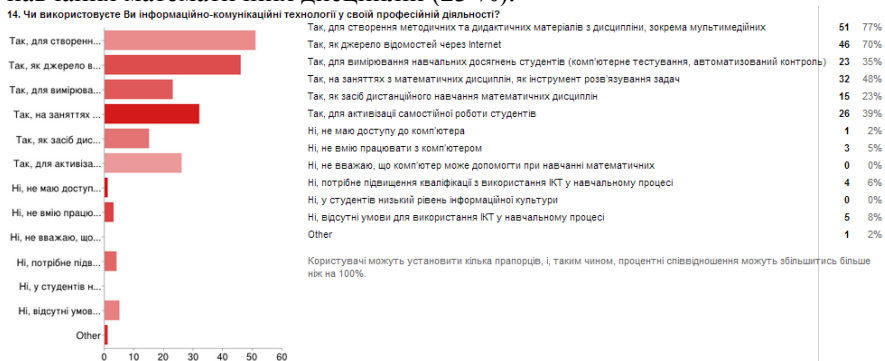 14. Чи використовуєте Ви інформаційно-комунікаційні технології у своїй професійній діяльності?
Так, для створенн...
Так, як джерело в...
Так, для вимірюва...
Так, на заняттях ...
Так, як засіб дис...
Так, для активіза...
Ні, не маю доступ...
Ні, не вмію працю...
Ні, не вважаю, що...
Ні, потрібне підв...
Ні, у студентів н...
Ні, відсутні умов...
Other
0 10 20 30 40 50 60
Так, для створення методичних та дидактичних матеріалів з дисципліни, зокрема мультимедійних 51 77%
Так, як джерело відомостей через Internet 46 70%
Так, для вимірювання навчальних досягнень студентів (комп'ютерне тестування, автоматизований контроль) 23 35%
Так, на заняттях з математичних дисциплін, як інструмент розв'язування задач 32 48%
Так, як засіб дистанційного навчання математичних дисциплін 15 23%
Так, для активізації самостійної роботи студентів 26 39%
Ні, не маю доступу до комп'ютера 1 2%
Ні, не вмію працювати з комп'ютером 3 5%
Ні, не вважаю, що комп'ютер може допомогти при навчанні математичних 0 0%
Ні, потрібне підвищення кваліфікації з використання ІКТ у навчальному процесі 4 6%
Ні, у студентів низький рівень інформаційної культури 0 0%
Ні, відсутні умови для використання ІКТ у навчальному процесі 5 8%
Other 1 2%
Користувачі можуть установити кілька прапорців, і, таким чином, процентні співвідношення можуть збільшитись більше
ніж на 100%.